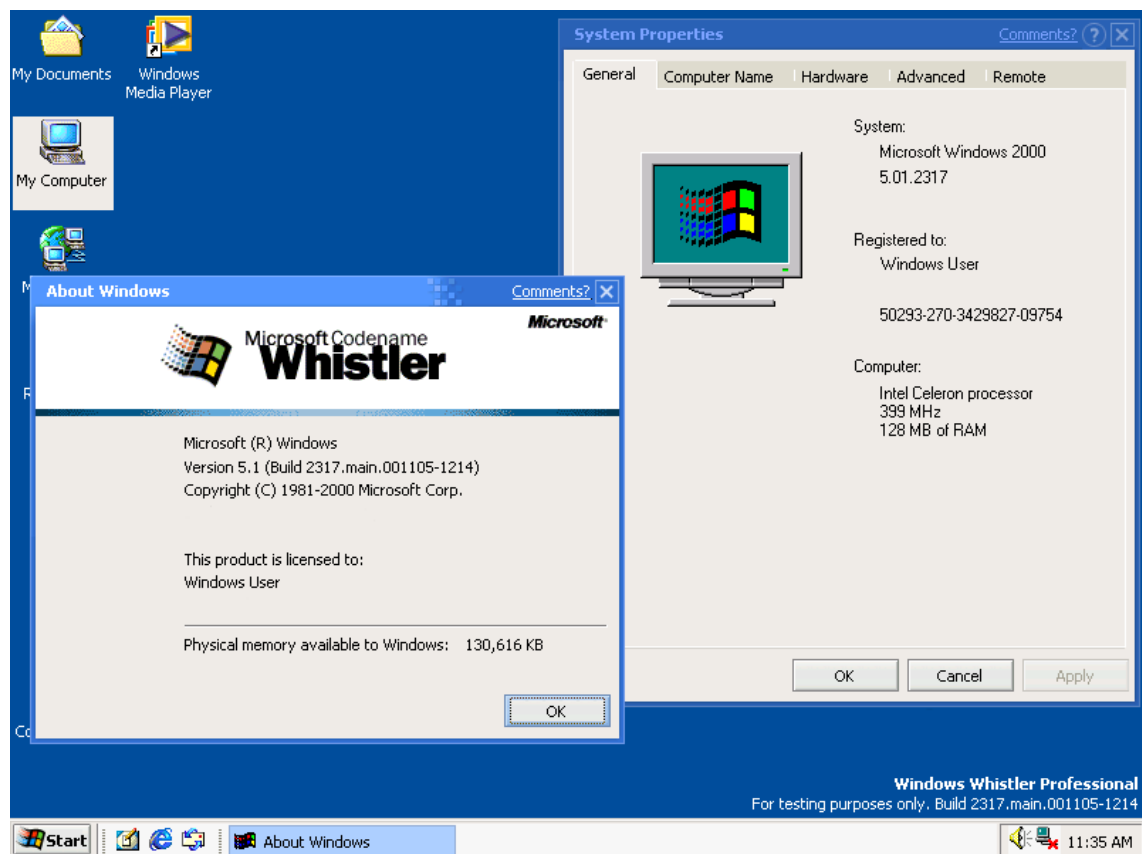 My Documents
Windows
Media Player
My Computer
System Properties
Comments?
General
Computer Name
Hardware
Advanced
Remote
System:
Microsoft Windows 2000
5.01.2317
Registered to:
Windows User
50293-270-3429827-09754
Computer:
Intel Celeron processor
399 MHz
128 MB of RAM
OK
Cancel
Apply
About Windows
Comments?
Microsoft
Microsoft Codename
Whistler
Microsoft (R) Windows
Version 5.1 (Build 2317.main.001105-1214)
Copyright (C) 1981-2000 Microsoft Corp.
This product is licensed to:
Windows User
Physical memory available to Windows: 130,616 KB
OK
Windows Whistler Professional
For testing purposes only. Build 2317.main.001105-1214
Start
About Windows
11:35 AM